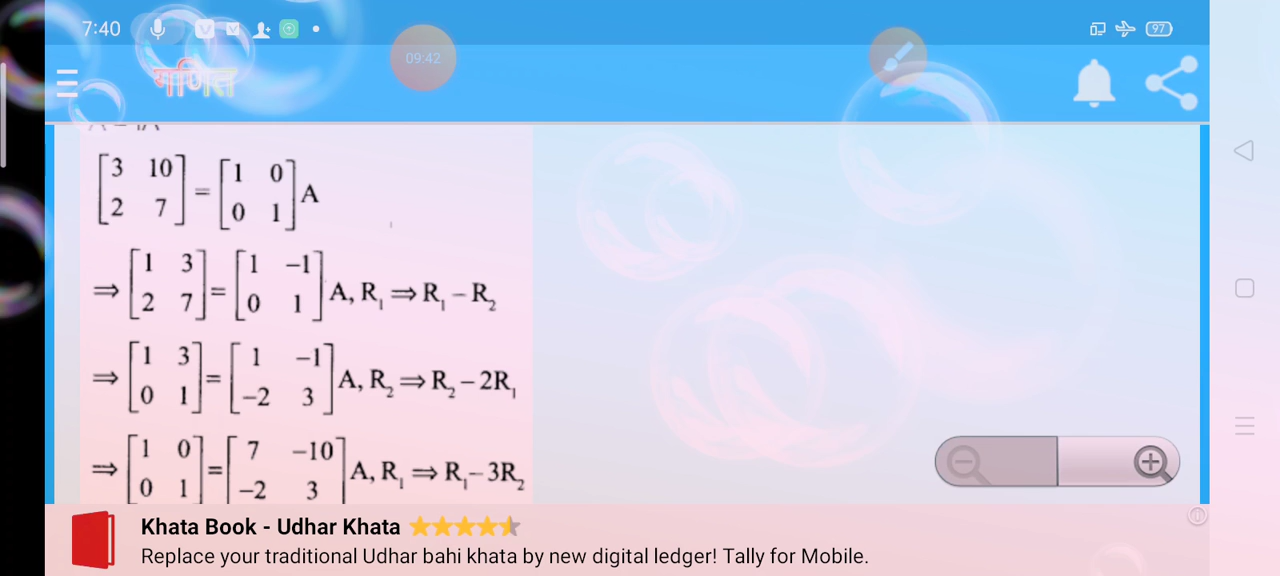 7:40
09:42
97
गणित
[3 10
2 7] = [1 0
0 1] A
⇒ [1 3
2 7] = [1 −1
0 1] A, R₁ ⇒ R₁ − R₂
⇒ [1 3
0 1] = [1 −1
−2 3] A, R₂ ⇒ R₂ − 2R₁
⇒ [1 0
0 1] = [7 −10
−2 3] A, R₁ ⇒ R₁ − 3R₂
Khata Book - Udhar Khata
Replace your traditional Udhar bahi khata by new digital ledger! Tally for Mobile.